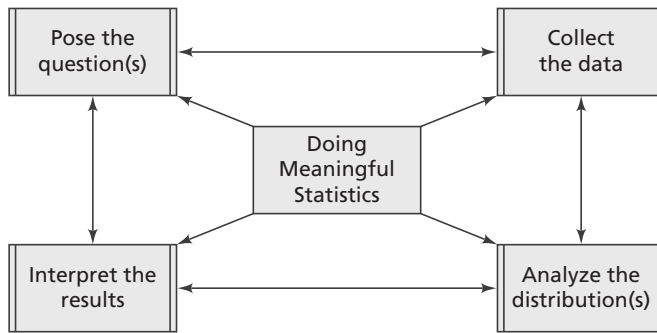 Pose the
question(s)
Collect
the data
Doing
Meaningful
Statistics
Interpret the
results
Analyze the
distribution(s)